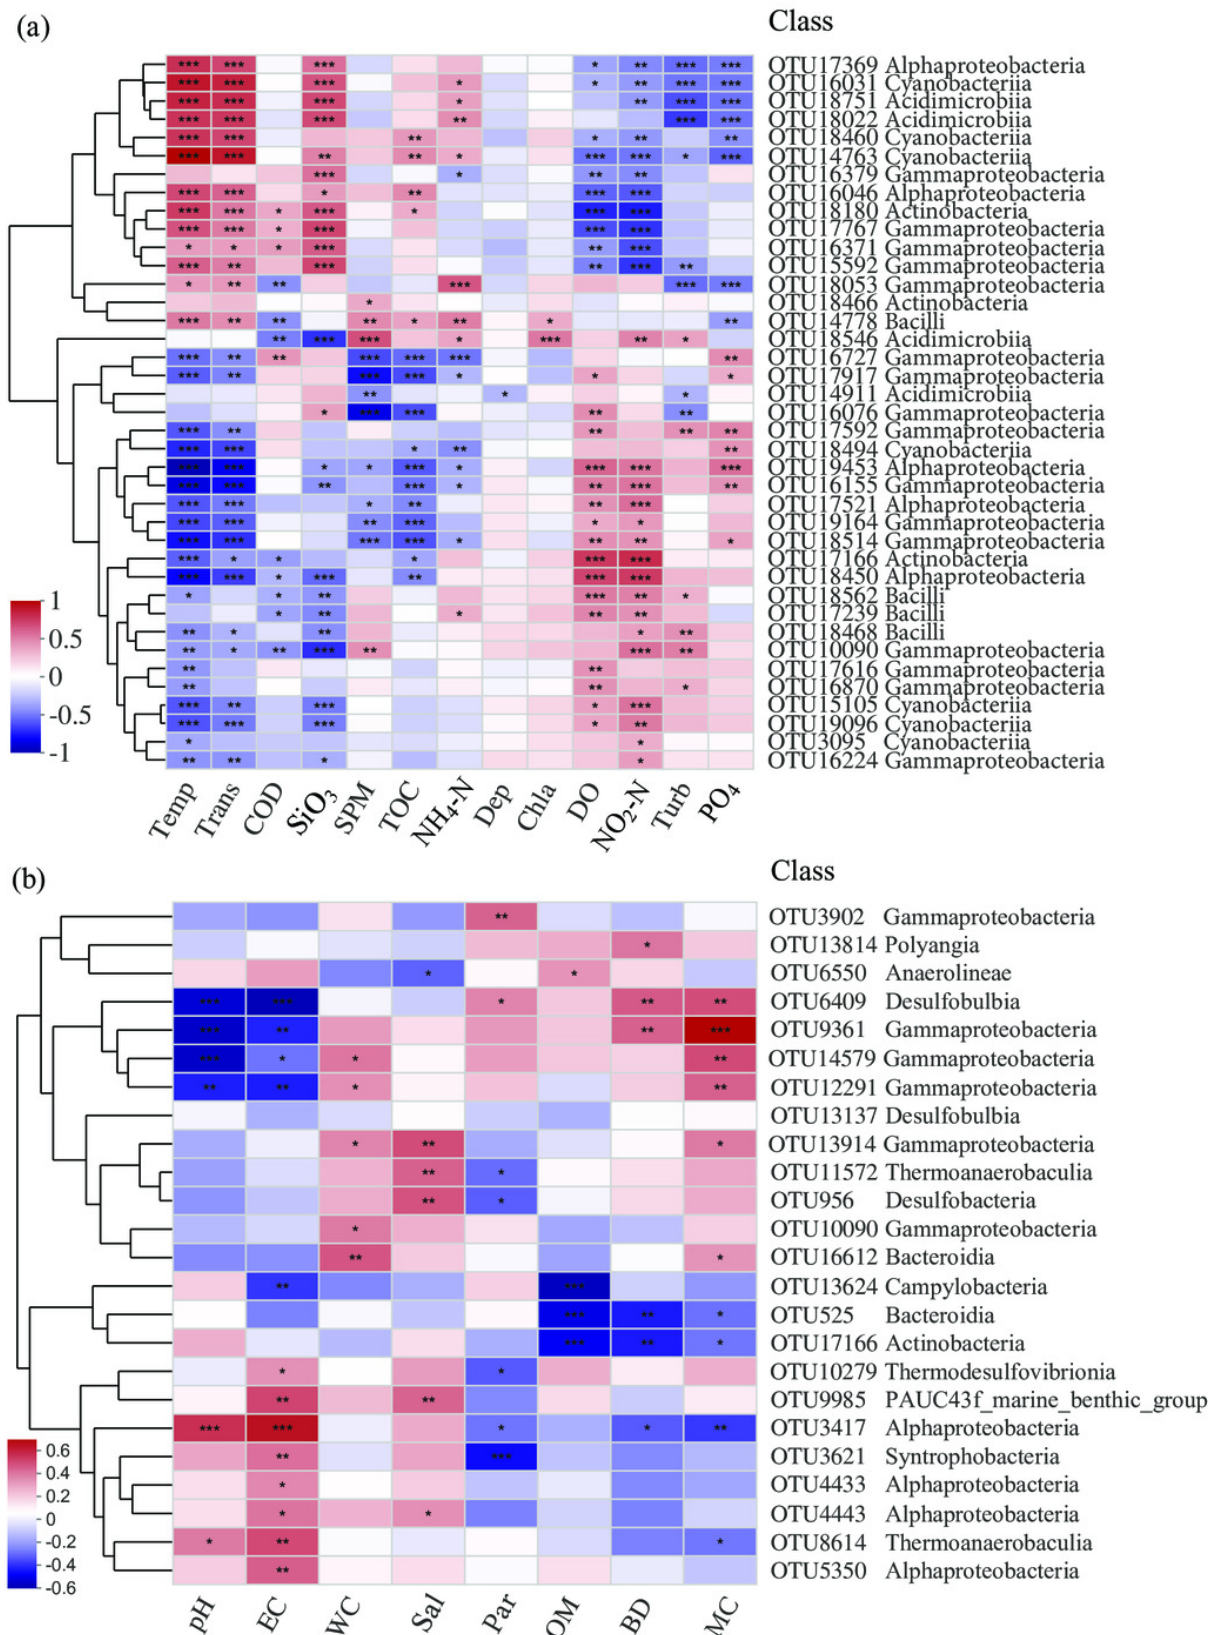 (a)
Class
OTU17369 Alphaproteobacteria
OTU16031 Cyanobacteriia
OTU18751 Acidimicrobiia
OTU18022 Acidimicrobiia
OTU18460 Cyanobacteriia
OTU14763 Cyanobacteriia
OTU16379 Gammaproteobacteria
OTU16046 Alphaproteobacteria
OTU18180 Actinobacteria
OTU17767 Gammaproteobacteria
OTU16371 Gammaproteobacteria
OTU15592 Gammaproteobacteria
OTU18053 Gammaproteobacteria
OTU18466 Actinobacteria
OTU14778 Bacilli
OTU18546 Acidimicrobiia
OTU16727 Gammaproteobacteria
OTU17917 Gammaproteobacteria
OTU14911 Acidimicrobiia
OTU16076 Gammaproteobacteria
OTU17592 Gammaproteobacteria
OTU18494 Cyanobacteriia
OTU19453 Alphaproteobacteria
OTU16155 Gammaproteobacteria
OTU17521 Alphaproteobacteria
OTU19164 Gammaproteobacteria
OTU18514 Gammaproteobacteria
OTU17166 Actinobacteria
OTU18450 Alphaproteobacteria
OTU18562 Bacilli
OTU17239 Bacilli
OTU18468 Bacilli
OTU10090 Gammaproteobacteria
OTU17616 Gammaproteobacteria
OTU16870 Gammaproteobacteria
OTU15105 Cyanobacteriia
OTU19096 Cyanobacteriia
OTU3095 Cyanobacteriia
OTU16224 Gammaproteobacteria
1
0.5
0
-0.5
-1
Temp Trans COD SiO₃ SPM TOC NH₄-N Dep Chla DO NO₂-N Turb PO₄
(b)
Class
OTU3902 Gammaproteobacteria
OTU13814 Polyangia
OTU6550 Anaerolineae
OTU6409 Desulfobulbia
OTU9361 Gammaproteobacteria
OTU14579 Gammaproteobacteria
OTU12291 Gammaproteobacteria
OTU13137 Desulfobulbia
OTU13914 Gammaproteobacteria
OTU11572 Thermoanaerobaculia
OTU956 Desulfobacteria
OTU10090 Gammaproteobacteria
OTU16612 Bacteroidia
OTU13624 Campylobacteria
OTU525 Bacteroidia
OTU17166 Actinobacteria
OTU10279 Thermodesulfovibrionia
OTU9985 PAUC43f_marine_benthic_group
OTU3417 Alphaproteobacteria
OTU3621 Syntrophobacteria
OTU4433 Alphaproteobacteria
OTU4443 Alphaproteobacteria
OTU8614 Thermoanaerobaculia
OTU5350 Alphaproteobacteria
0.6
0.4
0.2
0
-0.2
-0.4
-0.6
pH EC WC Sal Par OM BD MC